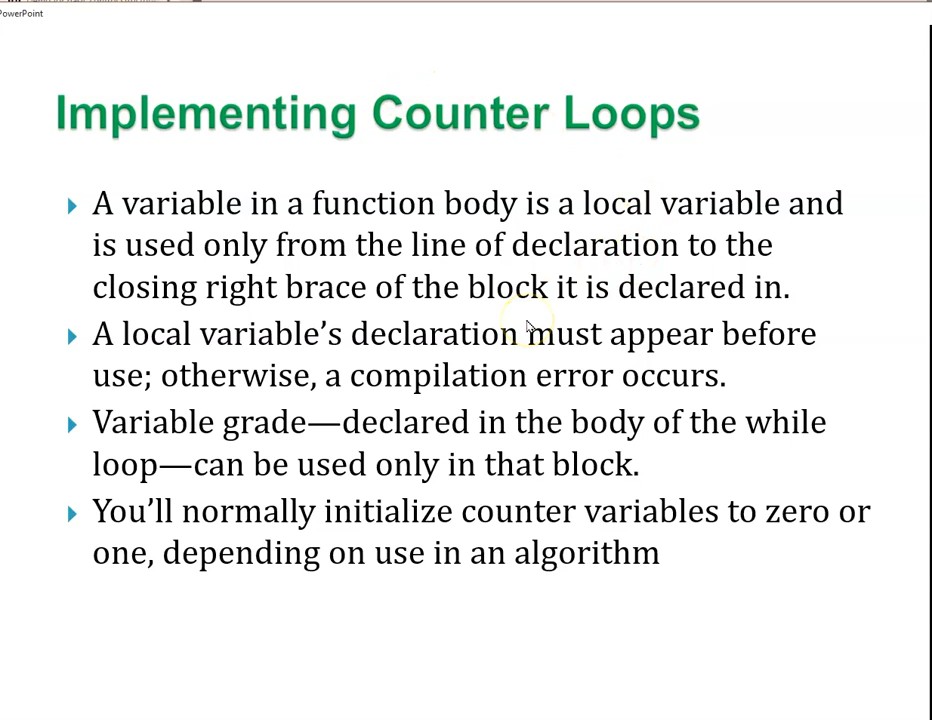 PowerPoint
Implementing Counter Loops
A variable in a function body is a local variable and
is used only from the line of declaration to the
closing right brace of the block it is declared in.
A local variable’s declaration must appear before
use; otherwise, a compilation error occurs.
Variable grade—declared in the body of the while
loop—can be used only in that block.
You’ll normally initialize counter variables to zero or
one, depending on use in an algorithm